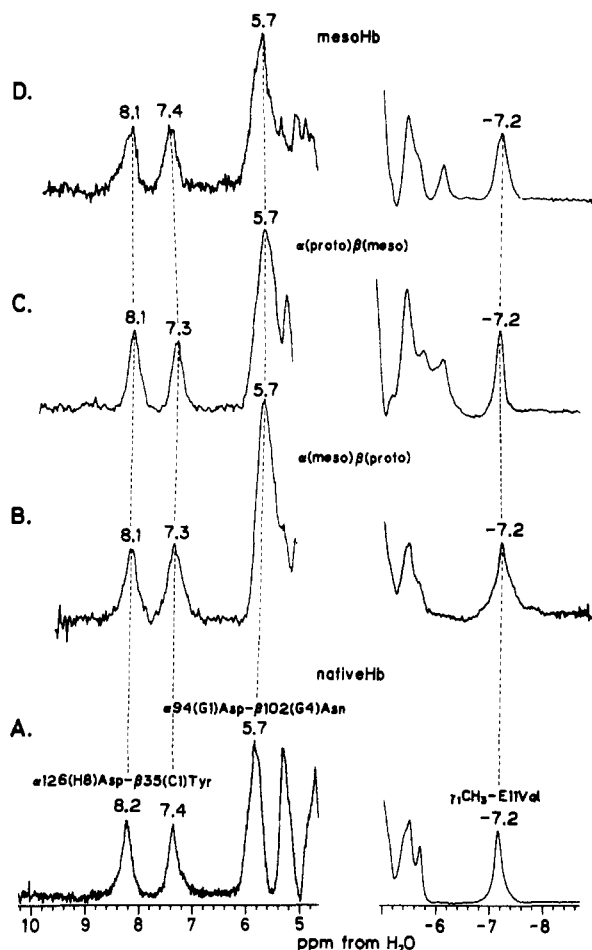 5.7
mesoHb
D.
8.1 7.4
-7.2
5.7
α(proto)β(meso)
C.
8.1 7.3
-7.2
5.7
α(meso)β(proto)
B.
8.1 7.3
-7.2
nativeHb
α94(G1)Asp-β102(G4)Asn
A.
5.7
α126(H8)Asp-β35(C1)Tyr
γ₁CH₃-E11Val
8.2 7.4
-7.2
10 9 8 7 6 5 -6 -7 -8
ppm from H₂O